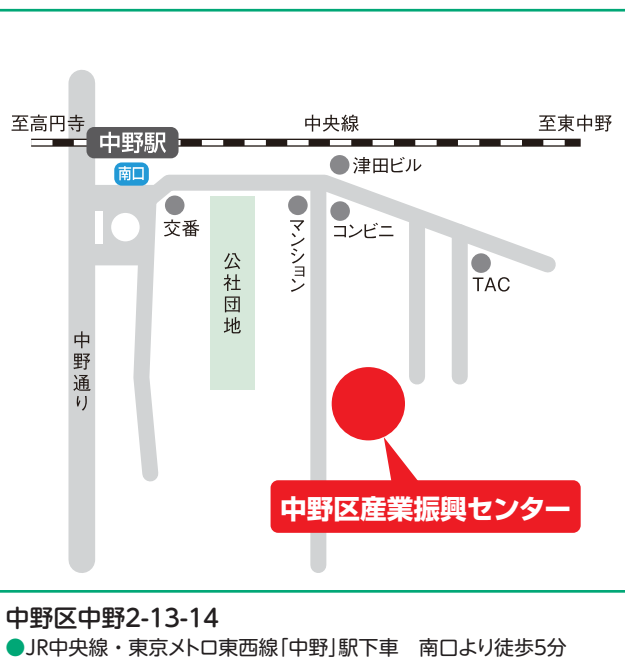 至高円寺
中野駅
中央線
至東中野
南口
津田ビル
交番
マンション
コンビニ
公社団地
TAC
中野通り
中野区産業振興センター
中野区中野2-13-14
●JR中央線・東京メトロ東西線「中野」駅下車　南口より徒歩5分